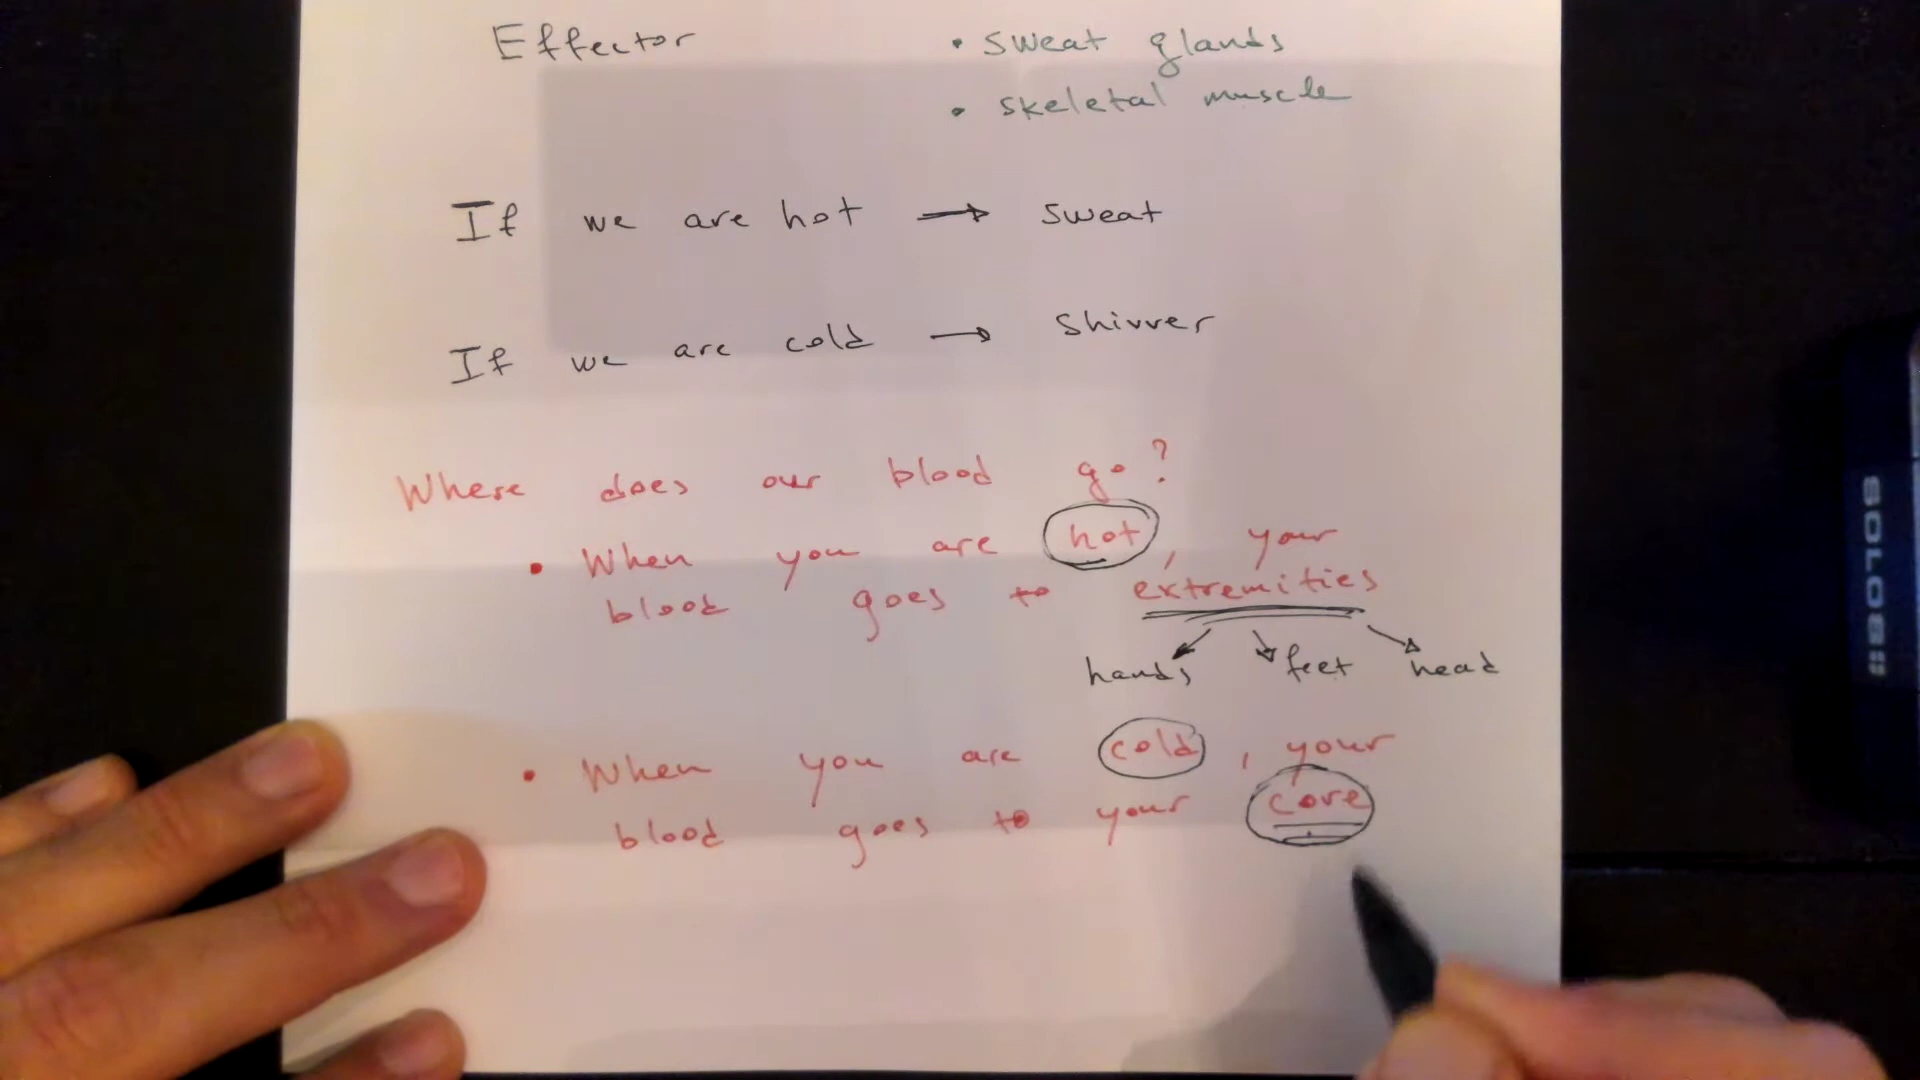 Effector
• sweat glands
• skeletal muscle
If we are hot → sweat
If we are cold → shivver
Where does our blood go?
• When you are hot, your
blood goes to extremities
hands feet head
• When you are cold, your
blood goes to your core